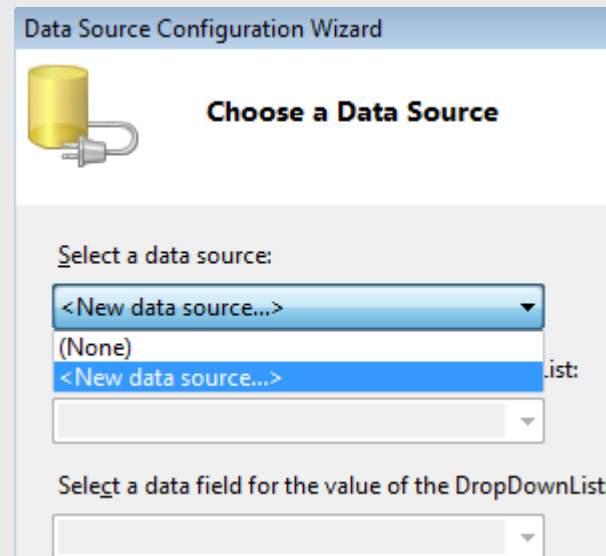 Data Source Configuration Wizard
Choose a Data Source
Select a data source:
<New data source...>
(None)
<New data source...>
List:
Select a data field for the value of the DropDownList